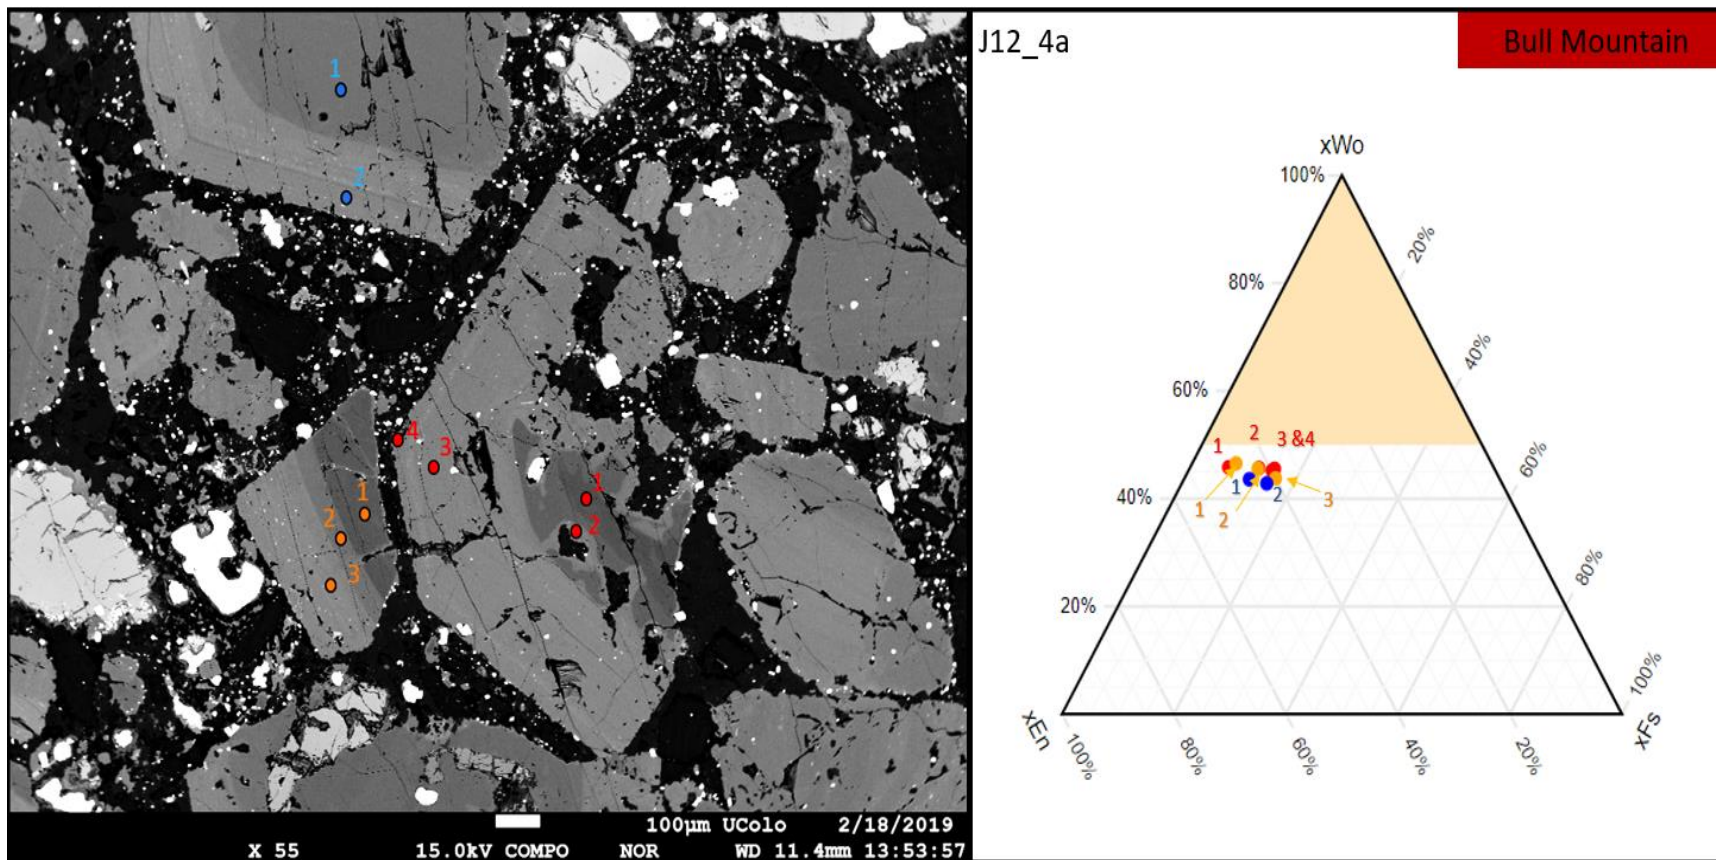 1
2
4
3
1
2
1
2
3
100μm UColo 2/18/2019
X 55 15.0kV COMPO NOR WD 11.4mm 13:53:57
J12_4a
Bull Mountain
xWo
100%
20%
80%
40%
60%
1 2 3 &4
60%
40%
1 2 1 2 3
80%
20%
100%
xEn
xFs
100%
80%
60%
40%
20%